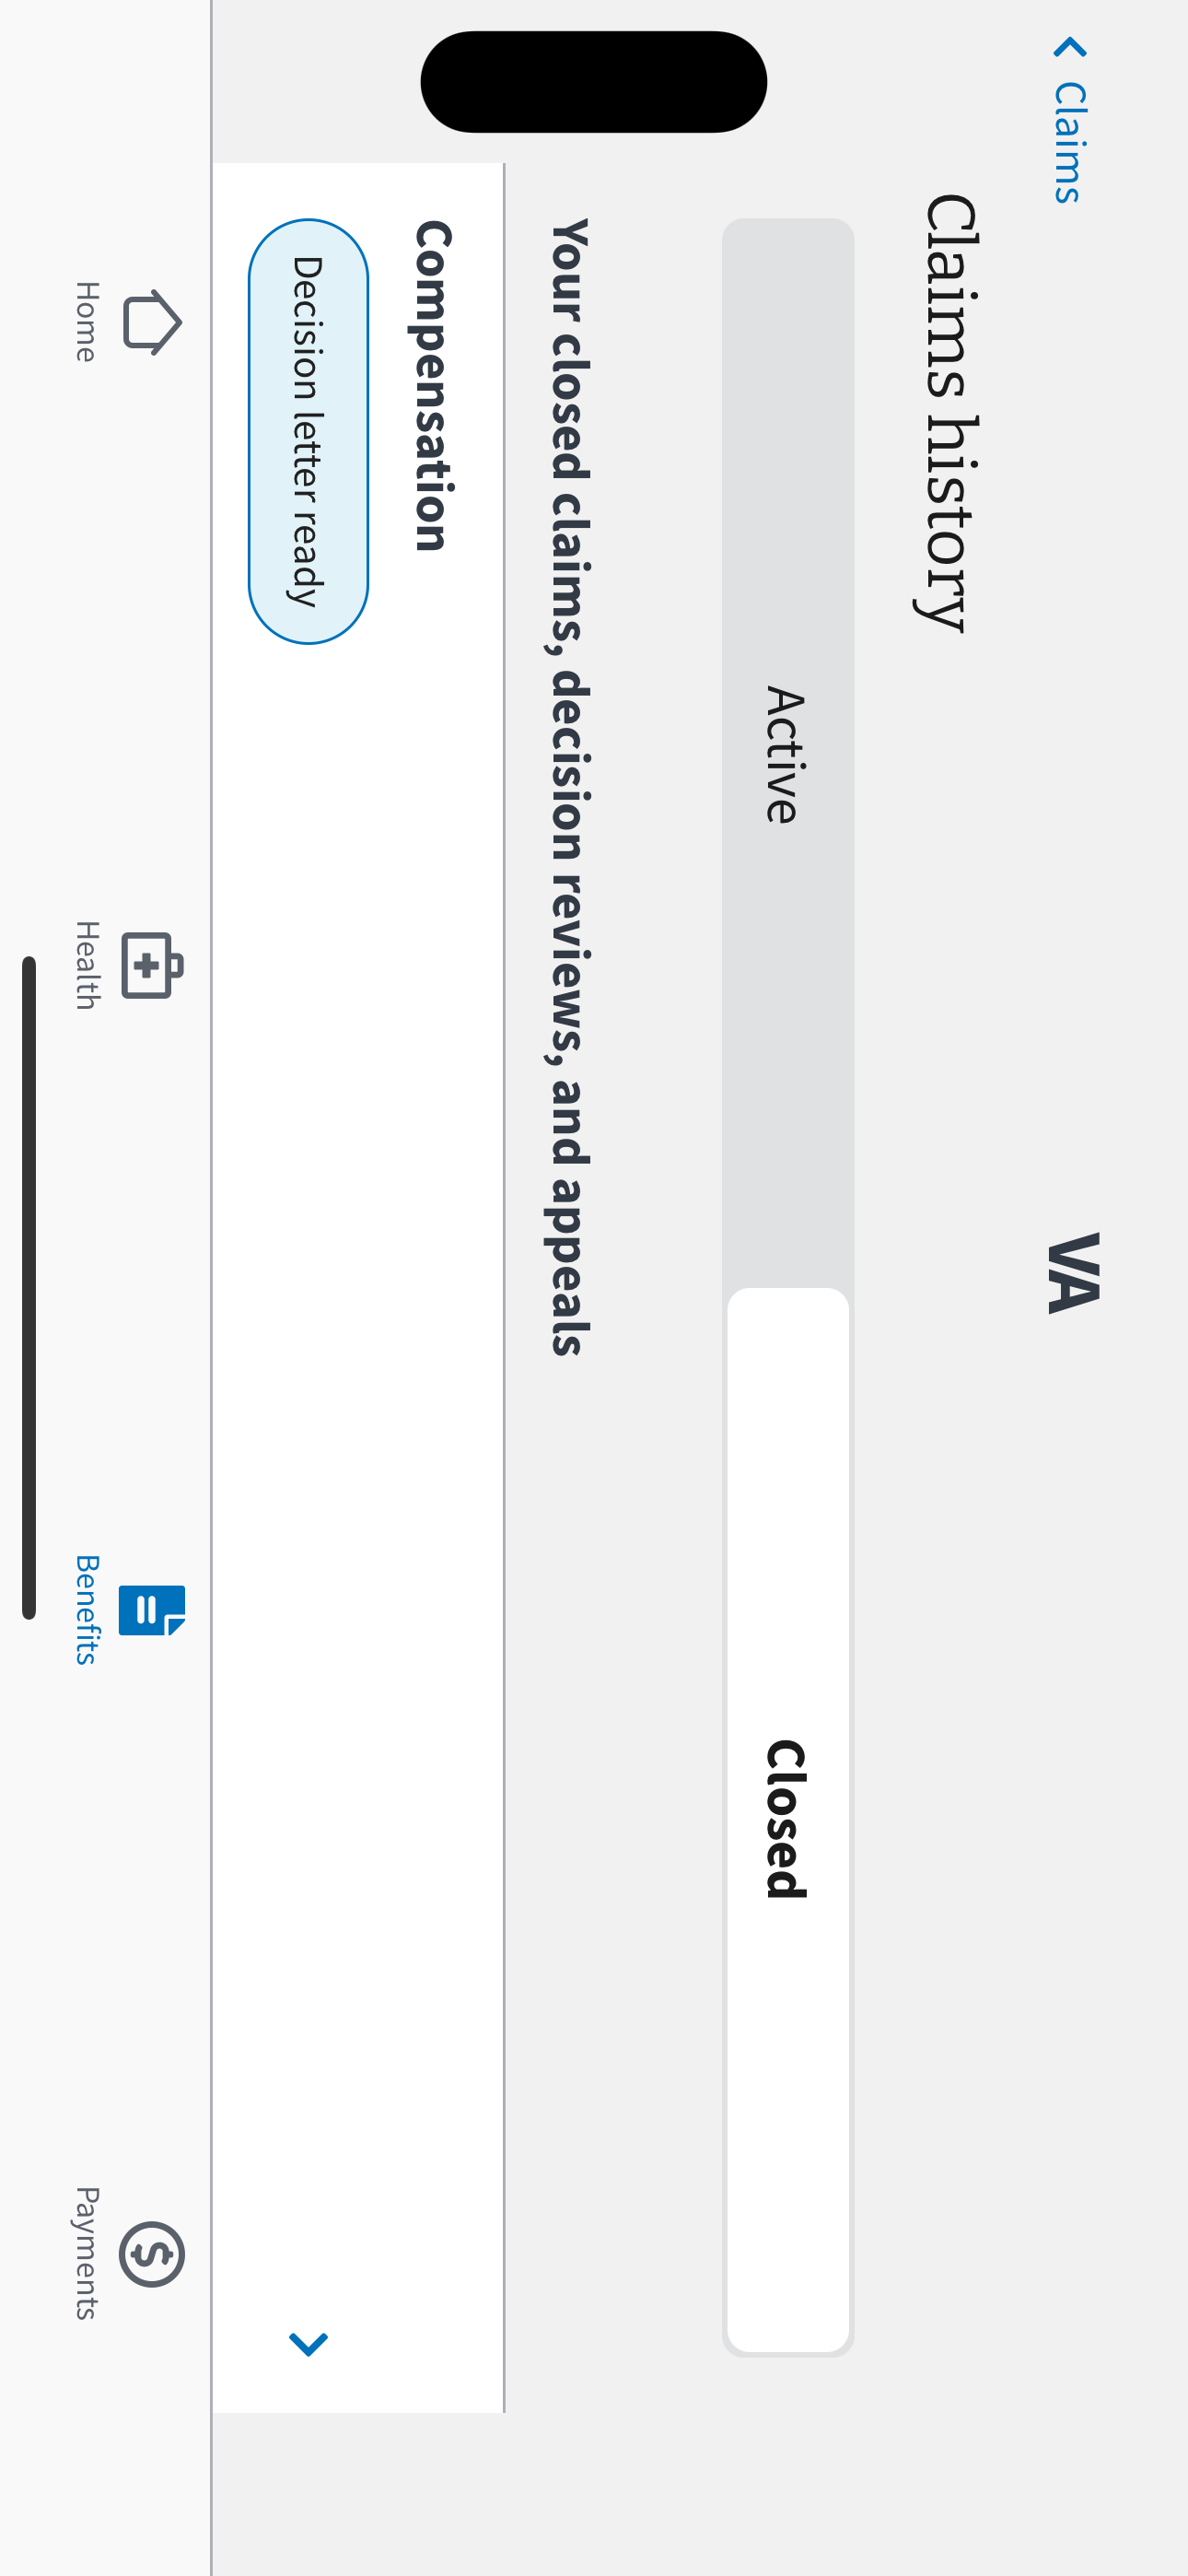 Claims
VA
Claims history
Active
Closed
Your closed claims, decision reviews, and appeals
Compensation
Decision letter ready
Home
Health
Benefits
Payments